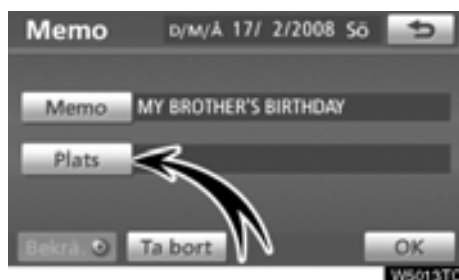 Memo D/M/Å 17/ 2/2008 Sö
Memo MY BROTHER'S BIRTHDAY
Plats
Bekrä. Ta bort OK
W5013TC